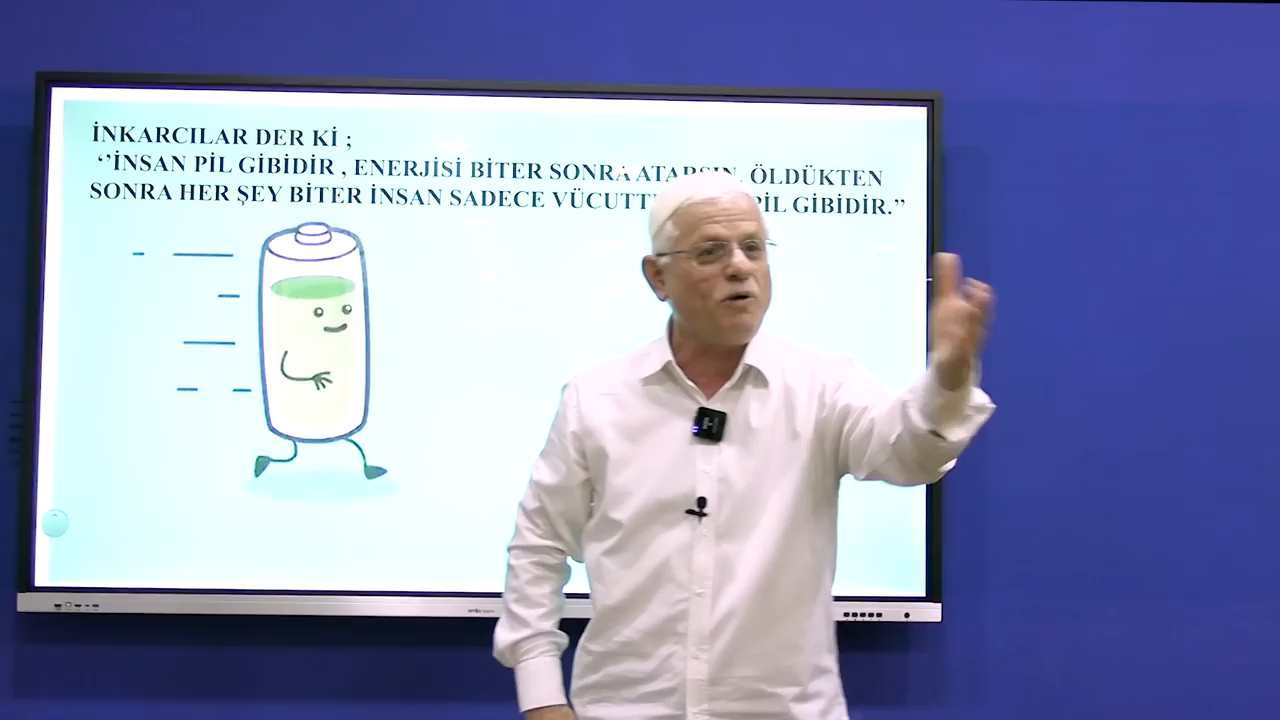 İNKARCILAR DER Kİ ;
‘’İNSAN PİL GİBİDİR , ENERJİSİ BİTER SONRA ATARSIN. ÖLDÜKTEN
SONRA HER ŞEY BİTER İNSAN SADECE PİL GİBİDİR.”